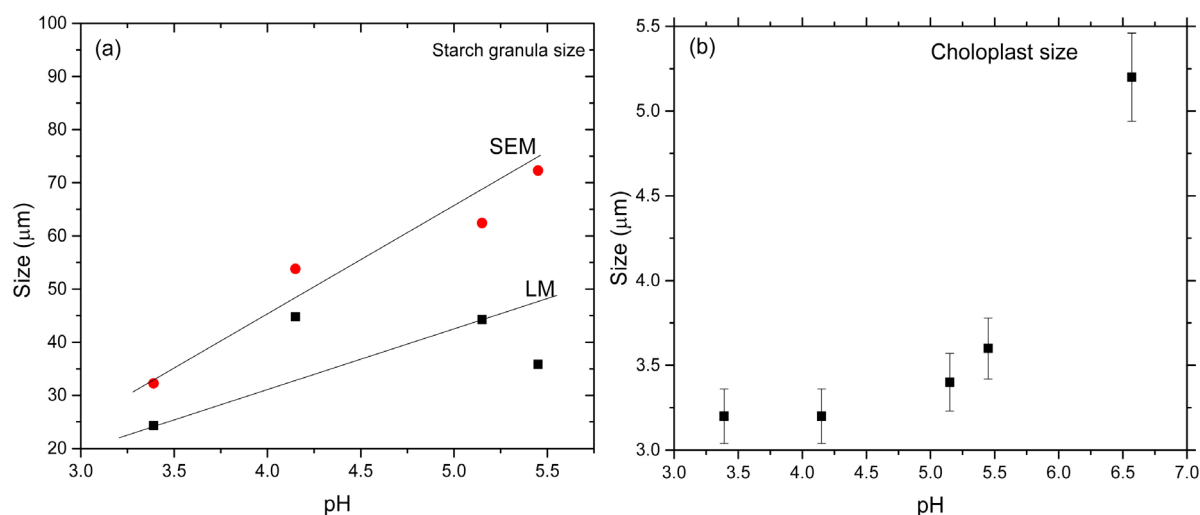 (a)
Starch granula size
SEM
LM
100
90
80
70
60
50
40
30
20
Size (μm)
3.0 3.5 4.0 4.5 5.0 5.5
pH
(b)
Choloplast size
5.5
5.0
4.5
4.0
3.5
3.0
Size (μm)
3.0 3.5 4.0 4.5 5.0 5.5 6.0 6.5 7.0
pH